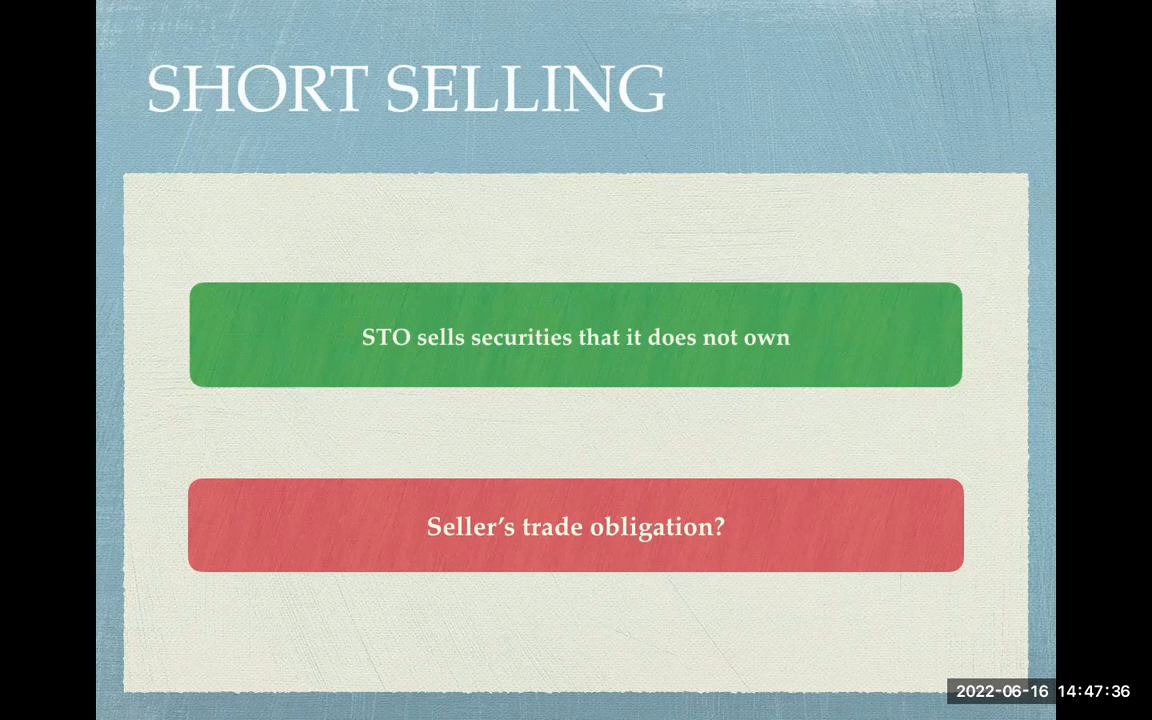 SHORT SELLING
STO sells securities that it does not own
Seller’s trade obligation?
2022-06-16 14:47:36